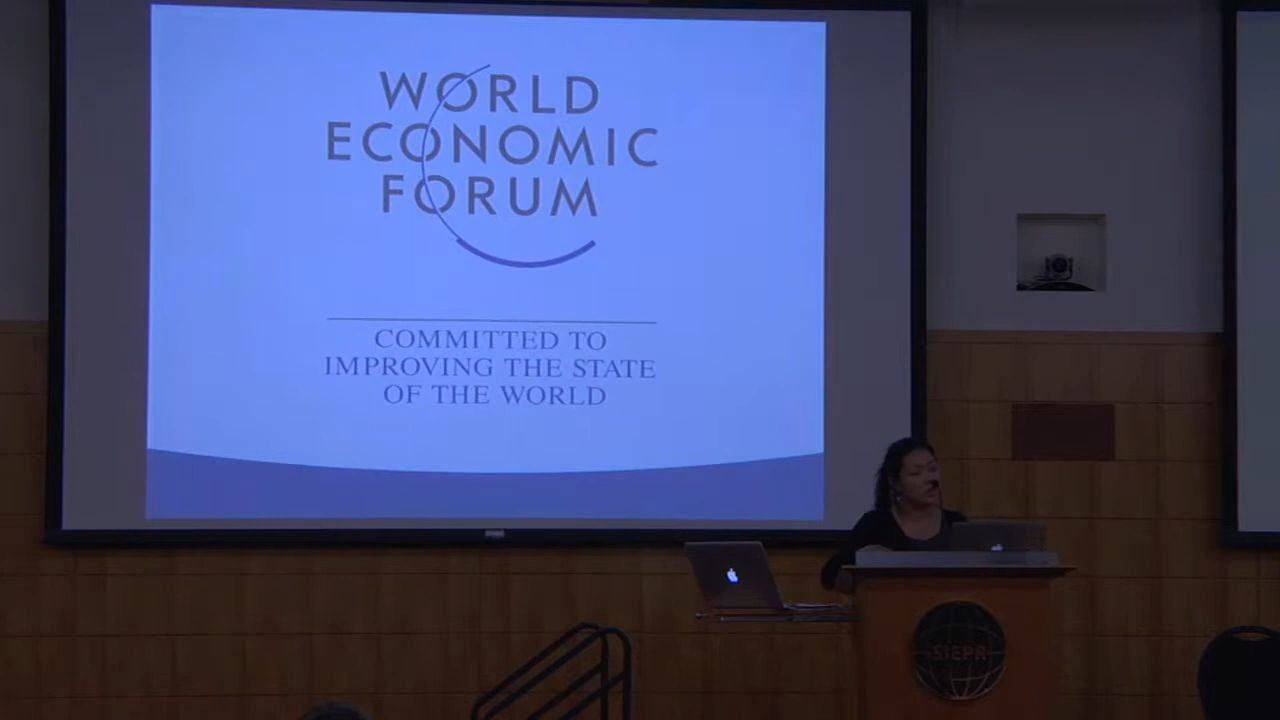 WORLD
ECONOMIC
FORUM
COMMITTED TO
IMPROVING THE STATE
OF THE WORLD
SIEPR